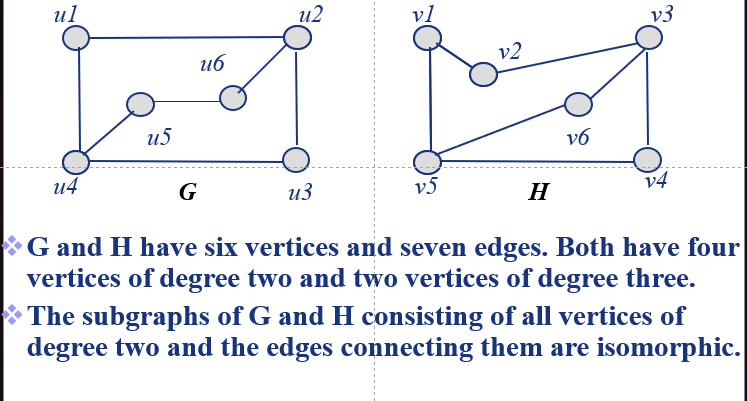 u1 u2 v1 v3
u6 v2
u5 v6
u4 G u3 v5 H v4
G and H have six vertices and seven edges. Both have four
vertices of degree two and two vertices of degree three.
The subgraphs of G and H consisting of all vertices of
degree two and the edges connecting them are isomorphic.